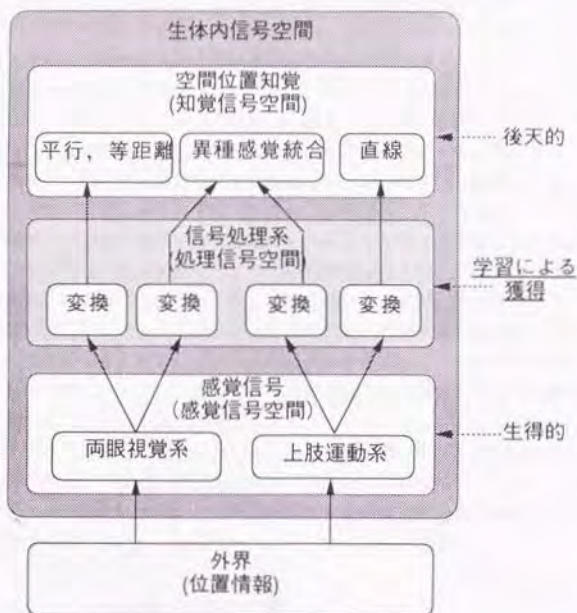 生体内信号空間
空間位置知覚
(知覚信号空間)
平行，等距離
異種感覚統合
直線
後天的
信号処理系
(処理信号空間)
学習による
獲得
変換
変換
変換
変換
感覚信号
(感覚信号空間)
両眼視覚系
上肢運動系
生得的
外界
(位置情報)